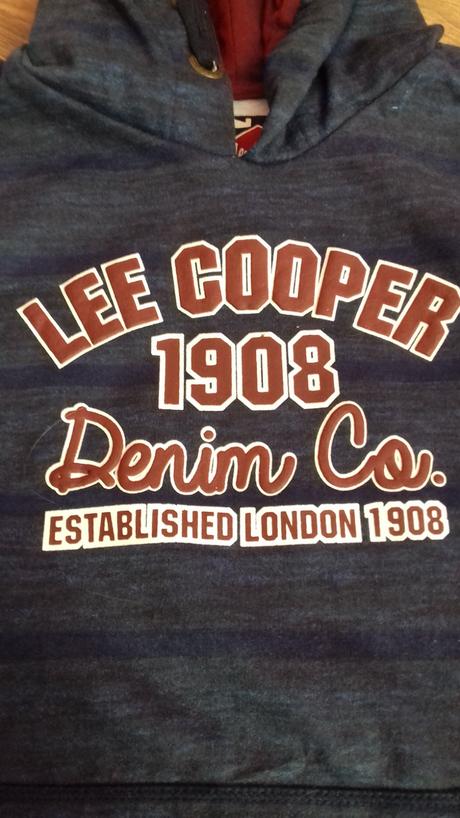 LEE COOPER
1908
Denim Co.
ESTABLISHED LONDON 1908